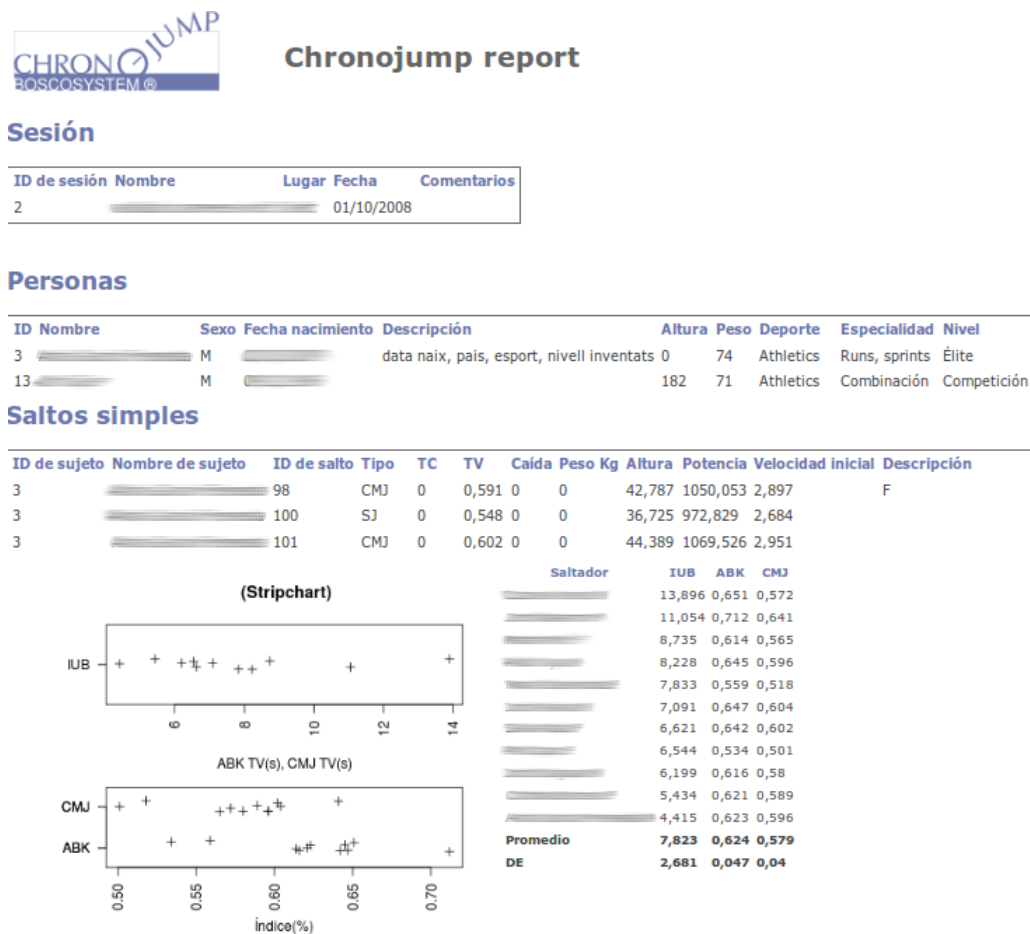 CHRONOJUMP
BOSCOSYSTEM ®
Chronojump report
Sesión
ID de sesión Nombre Lugar Fecha Comentarios
2 01/10/2008
Personas
ID Nombre Sexo Fecha nacimiento Descripción Altura Peso Deporte Especialidad Nivel
3 M data naix, pais, esport, nivell inventats 0 74 Athletics Runs, sprints Élite
13 M 182 71 Athletics Combinación Competición
Saltos simples
ID de sujeto Nombre de sujeto ID de salto Tipo TC TV Caída Peso Kg Altura Potencia Velocidad inicial Descripción
3 98 CMJ 0 0,591 0 0 42,787 1050,053 2,897 F
3 100 SJ 0 0,548 0 0 36,725 972,829 2,684
3 101 CMJ 0 0,602 0 0 44,389 1069,526 2,951
(Stripchart)
IUB
6 8 10 12 14
ABK TV(s), CMJ TV(s)
CMJ
ABK
0.50 0.55 0.60 0.65 0.70
Índice(%)
Saltador IUB ABK CMJ
13,896 0,651 0,572
11,054 0,712 0,641
8,735 0,614 0,565
8,228 0,645 0,596
7,833 0,559 0,518
7,091 0,647 0,604
6,621 0,642 0,602
6,544 0,534 0,501
6,199 0,616 0,58
5,434 0,621 0,589
4,415 0,623 0,596
Promedio 7,823 0,624 0,579
DE 2,681 0,047 0,04